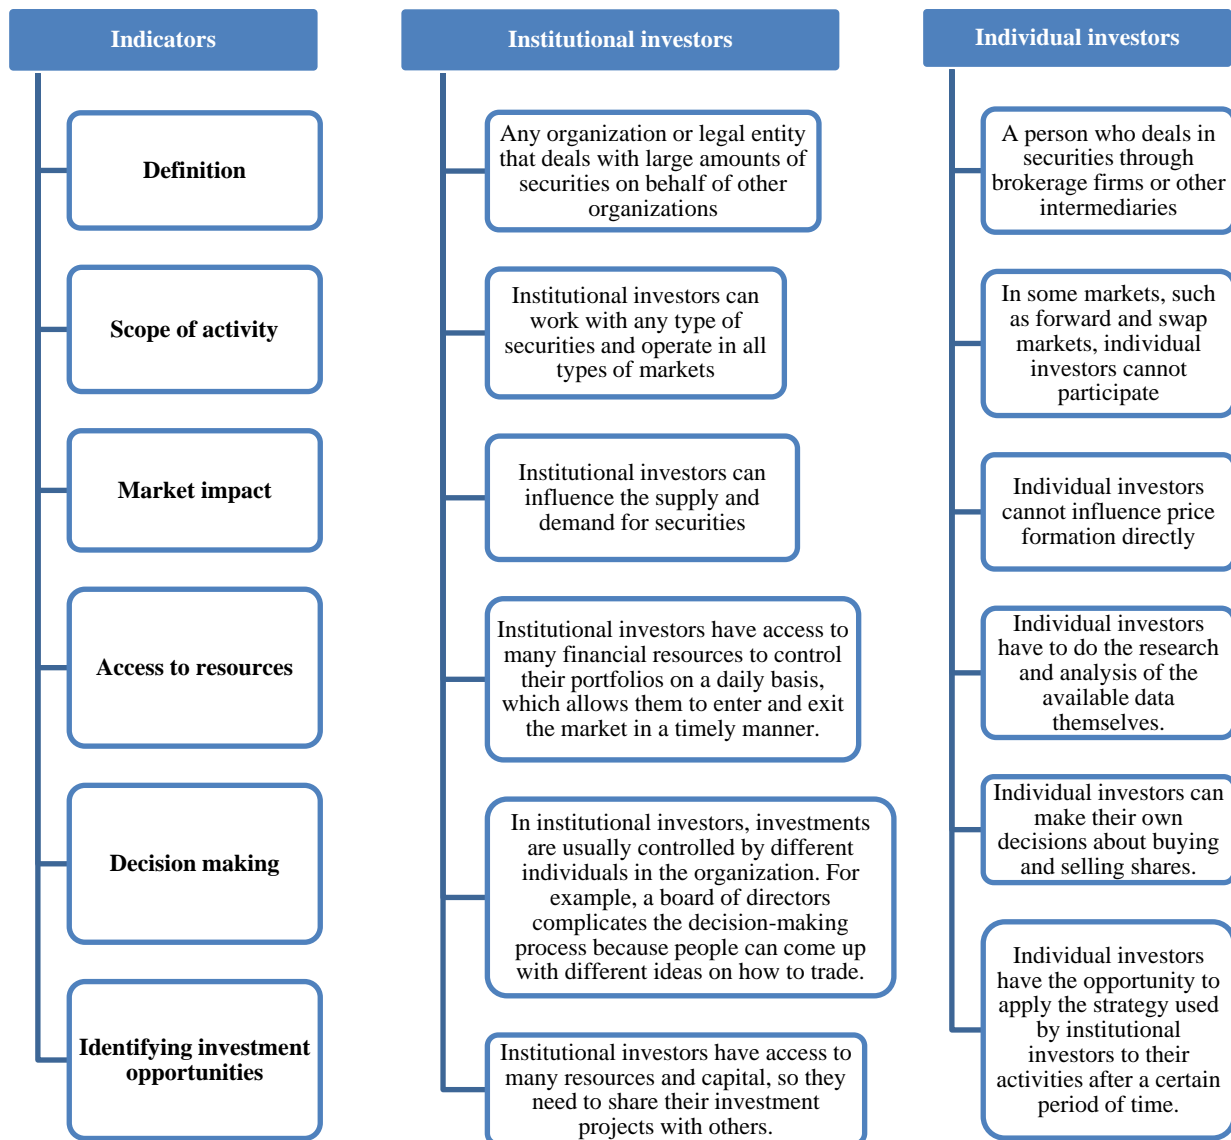 Indicators
Definition
Scope of activity
Market impact
Access to resources
Decision making
Identifying investment
opportunities
Institutional investors
Any organization or legal entity
that deals with large amounts of
securities on behalf of other
organizations
Institutional investors can
work with any type of
securities and operate in all
types of markets
Institutional investors can
influence the supply and
demand for securities
Institutional investors have access to
many financial resources to control
their portfolios on a daily basis,
which allows them to enter and exit
the market in a timely manner.
In institutional investors, investments
are usually controlled by different
individuals in the organization. For
example, a board of directors
complicates the decision-making
process because people can come up
with different ideas on how to trade.
Institutional investors have access to
many resources and capital, so they
need to share their investment
projects with others.
Individual investors
A person who deals in
securities through
brokerage firms or other
intermediaries
In some markets, such
as forward and swap
markets, individual
investors cannot
participate
Individual investors
cannot influence price
formation directly
Individual investors
have to do the research
and analysis of the
available data
themselves.
Individual investors can
make their own
decisions about buying
and selling shares.
Individual investors
have the opportunity to
apply the strategy used
by institutional
investors to their
activities after a certain
period of time.